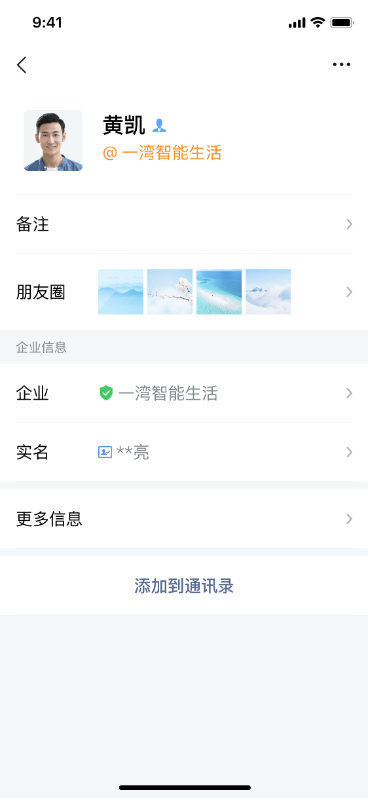 9:41
黄凯
@ 一湾智能生活
备注
朋友圈
企业信息
企业 一湾智能生活
实名 **亮
更多信息
添加到通讯录